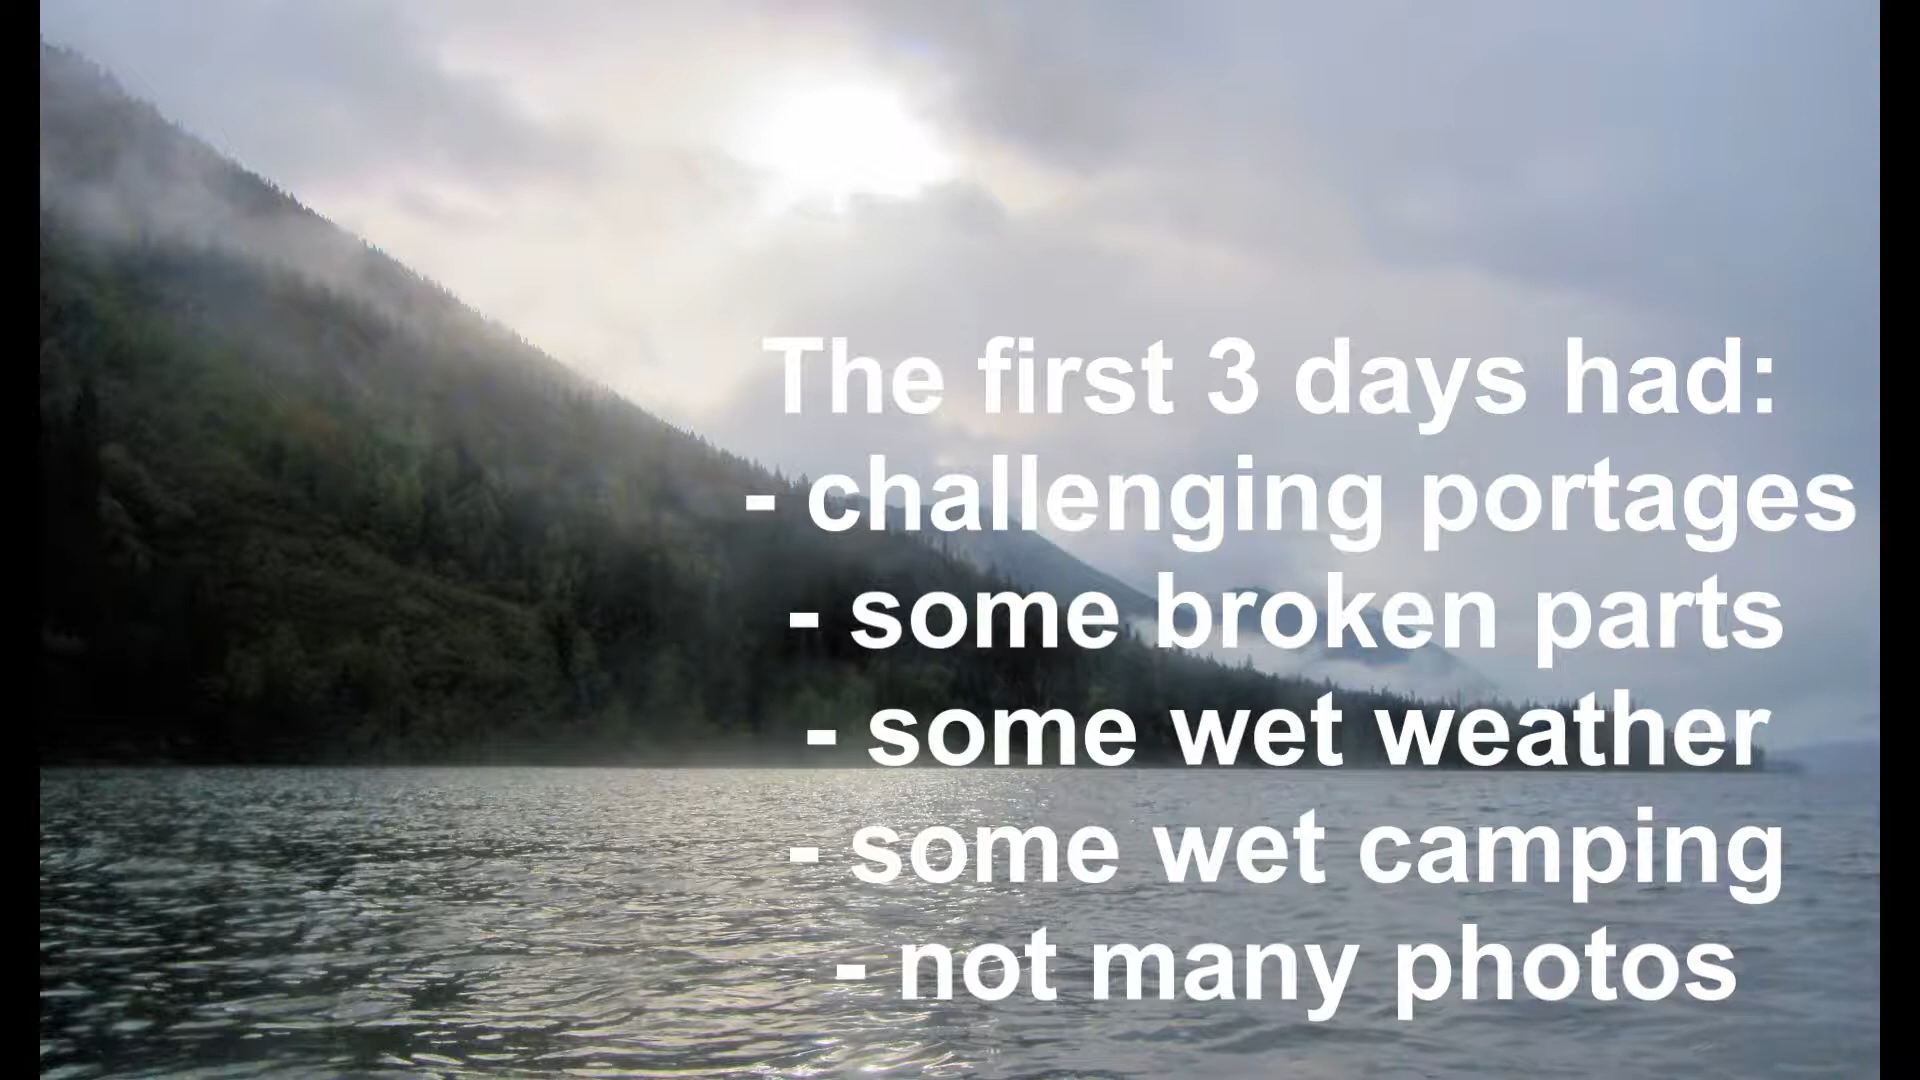 The first 3 days had:
- challenging portages
- some broken parts
- some wet weather
- some wet camping
- not many photos